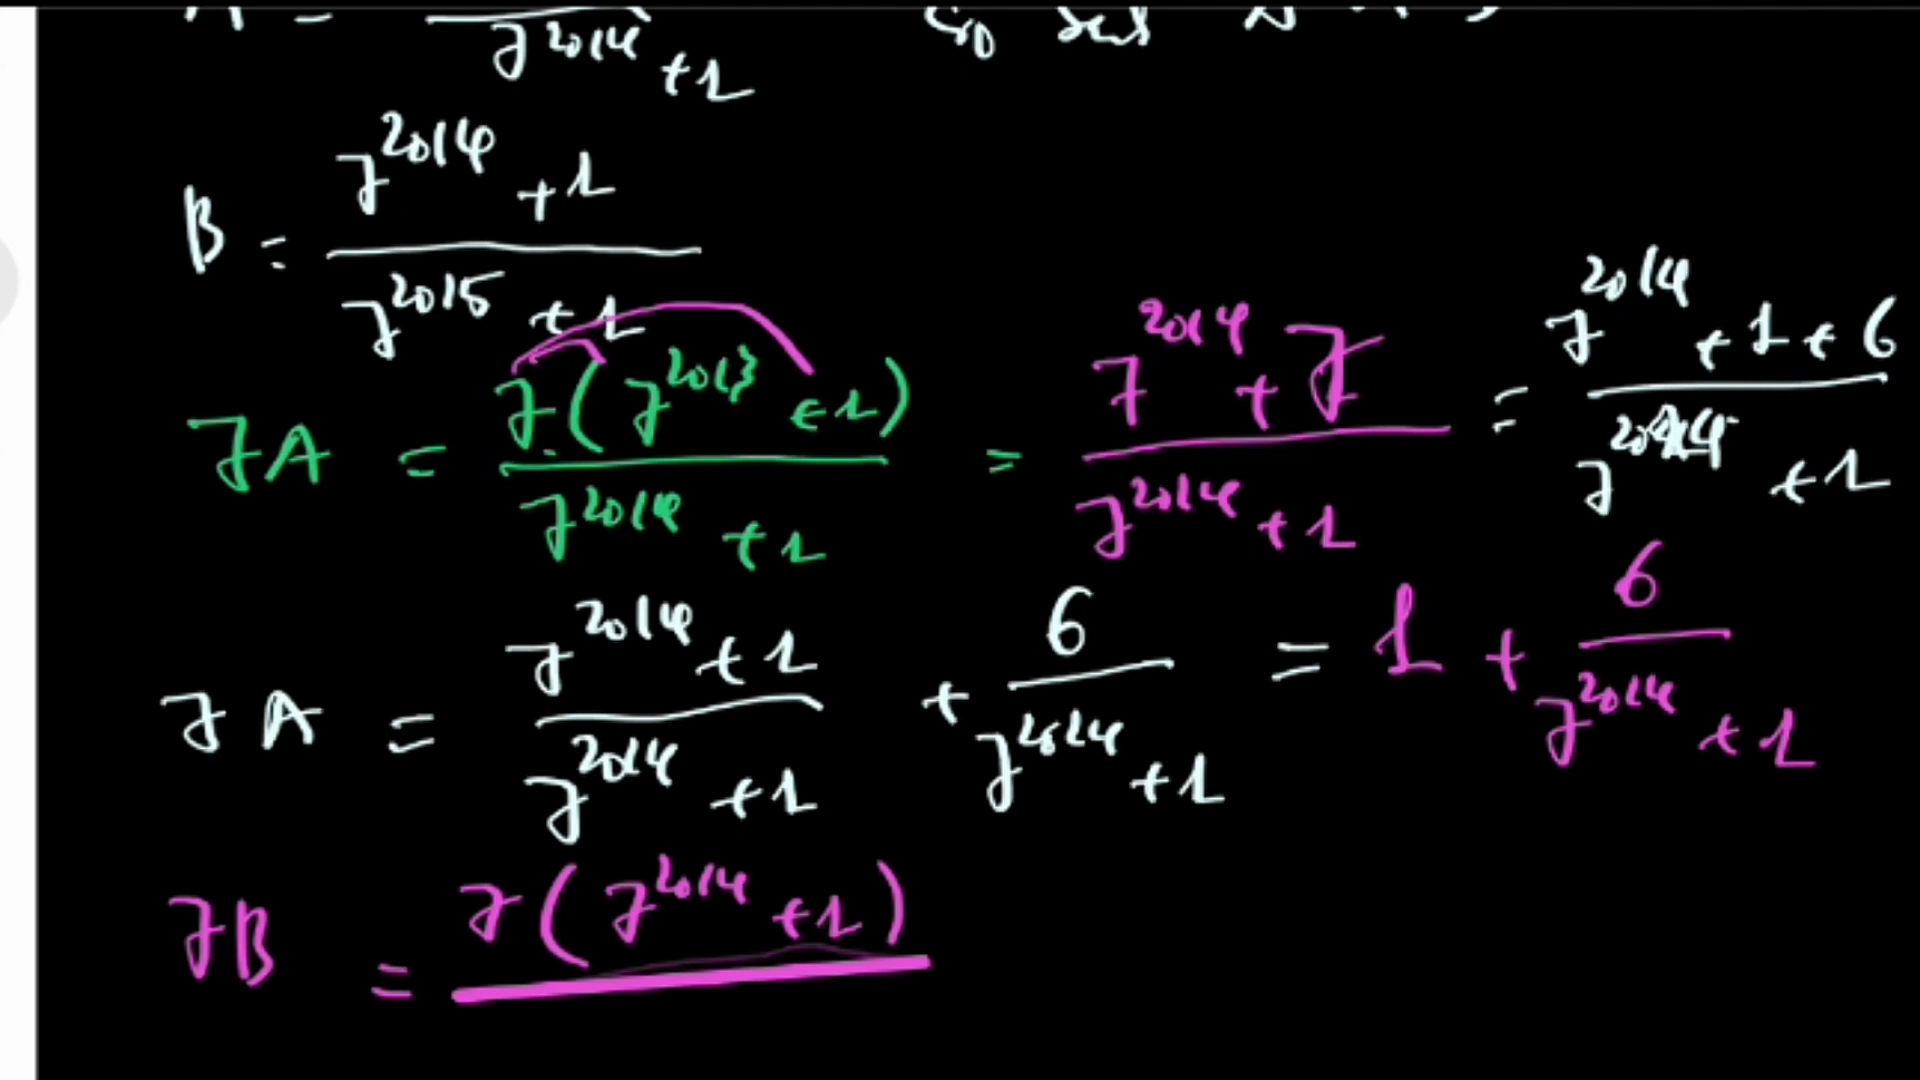 7^2014 + 1
B = (7^2014 + 1) / (7^2015 + 1)
7A = 7(7^2013 + 1) / (7^2014 + 1) = (7^2014 + 7) / (7^2014 + 1) = (7^2014 + 1 + 6) / (7^2014 + 1)
7A = (7^2014 + 1) / (7^2014 + 1) + 6 / (7^2014 + 1) = 1 + 6 / (7^2014 + 1)
7B = 7(7^2014 + 1)